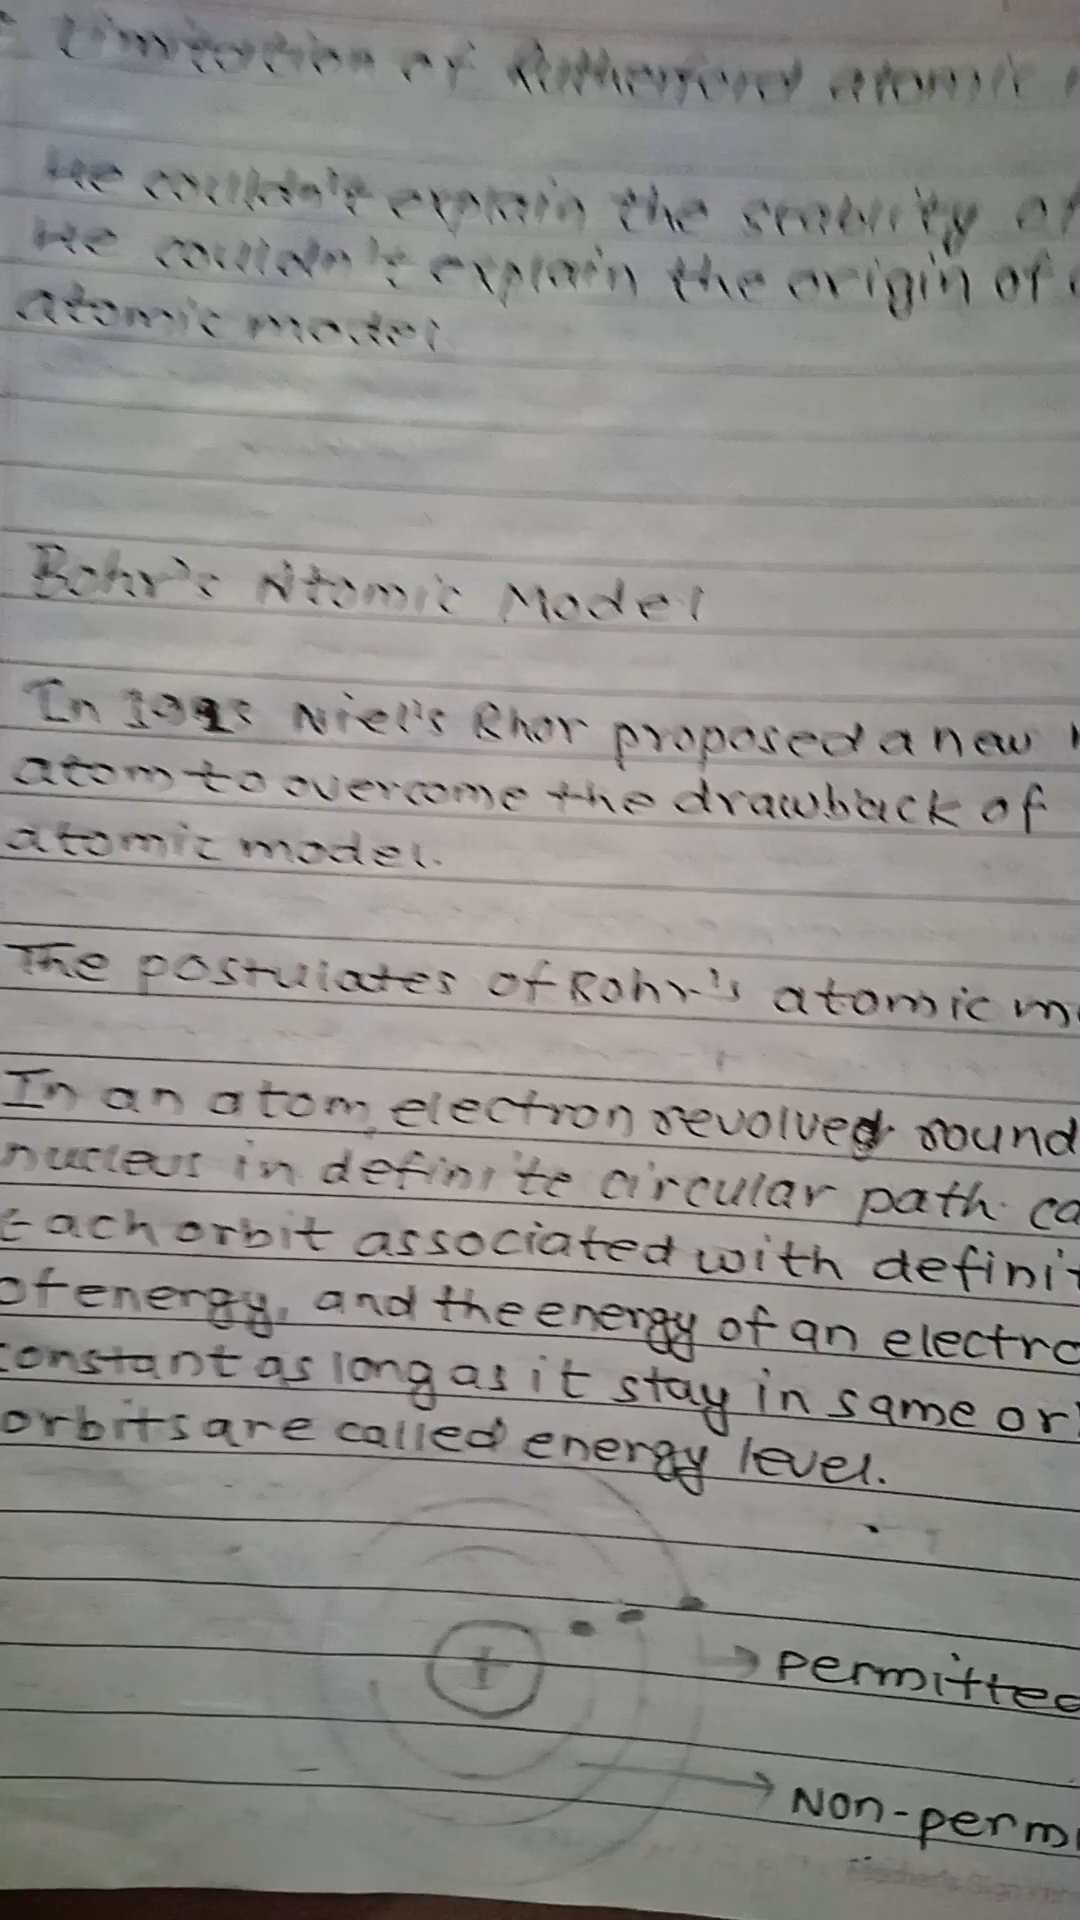 Limitation of Rutherford atomic
He couldn't explain the stability of
He couldn't explain the origin of
atomic model
Bohr's Atomic Model
In Niel's Bhor proposed a new
atom to overcome the drawback of
atomic model.
The postulates of Bohr's atomic m
In an atom, electron revolved round
nucleus in definite circular path ca
Each orbit associated with definit
of energy, and the energy of an electro
constant as long as it stay in same or
orbits are called energy level.
+
Permitted
Non-permi